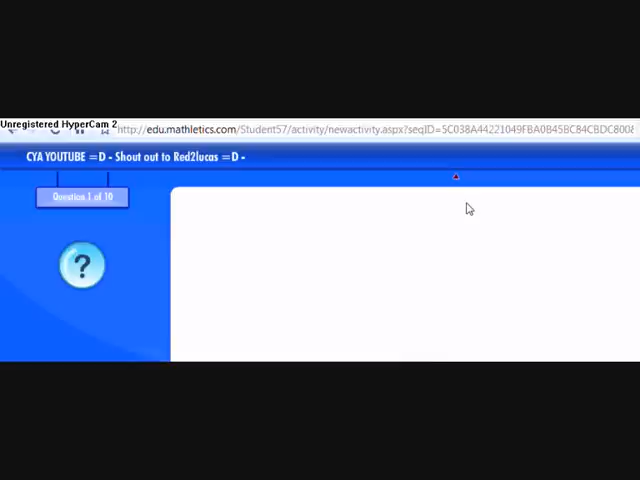 Unregistered HyperCam 2
http://edu.mathletics.com/Student57/activity/newactivity.aspx?seqID=5C038A44221049FBA0B45BC84CBDC8008
CYA YOUTUBE =D - Shout out to Red2lucas =D -
Question 1 of 10
?